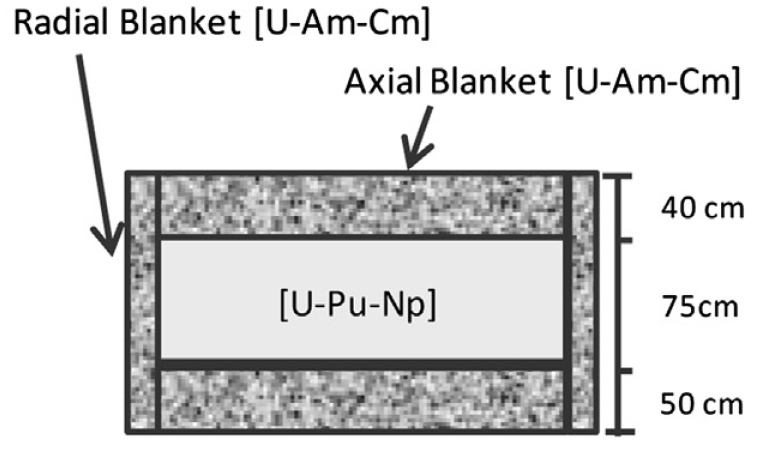 Radial Blanket [U-Am-Cm]
Axial Blanket [U-Am-Cm]
40 cm
[U-Pu-Np]
75cm
50 cm